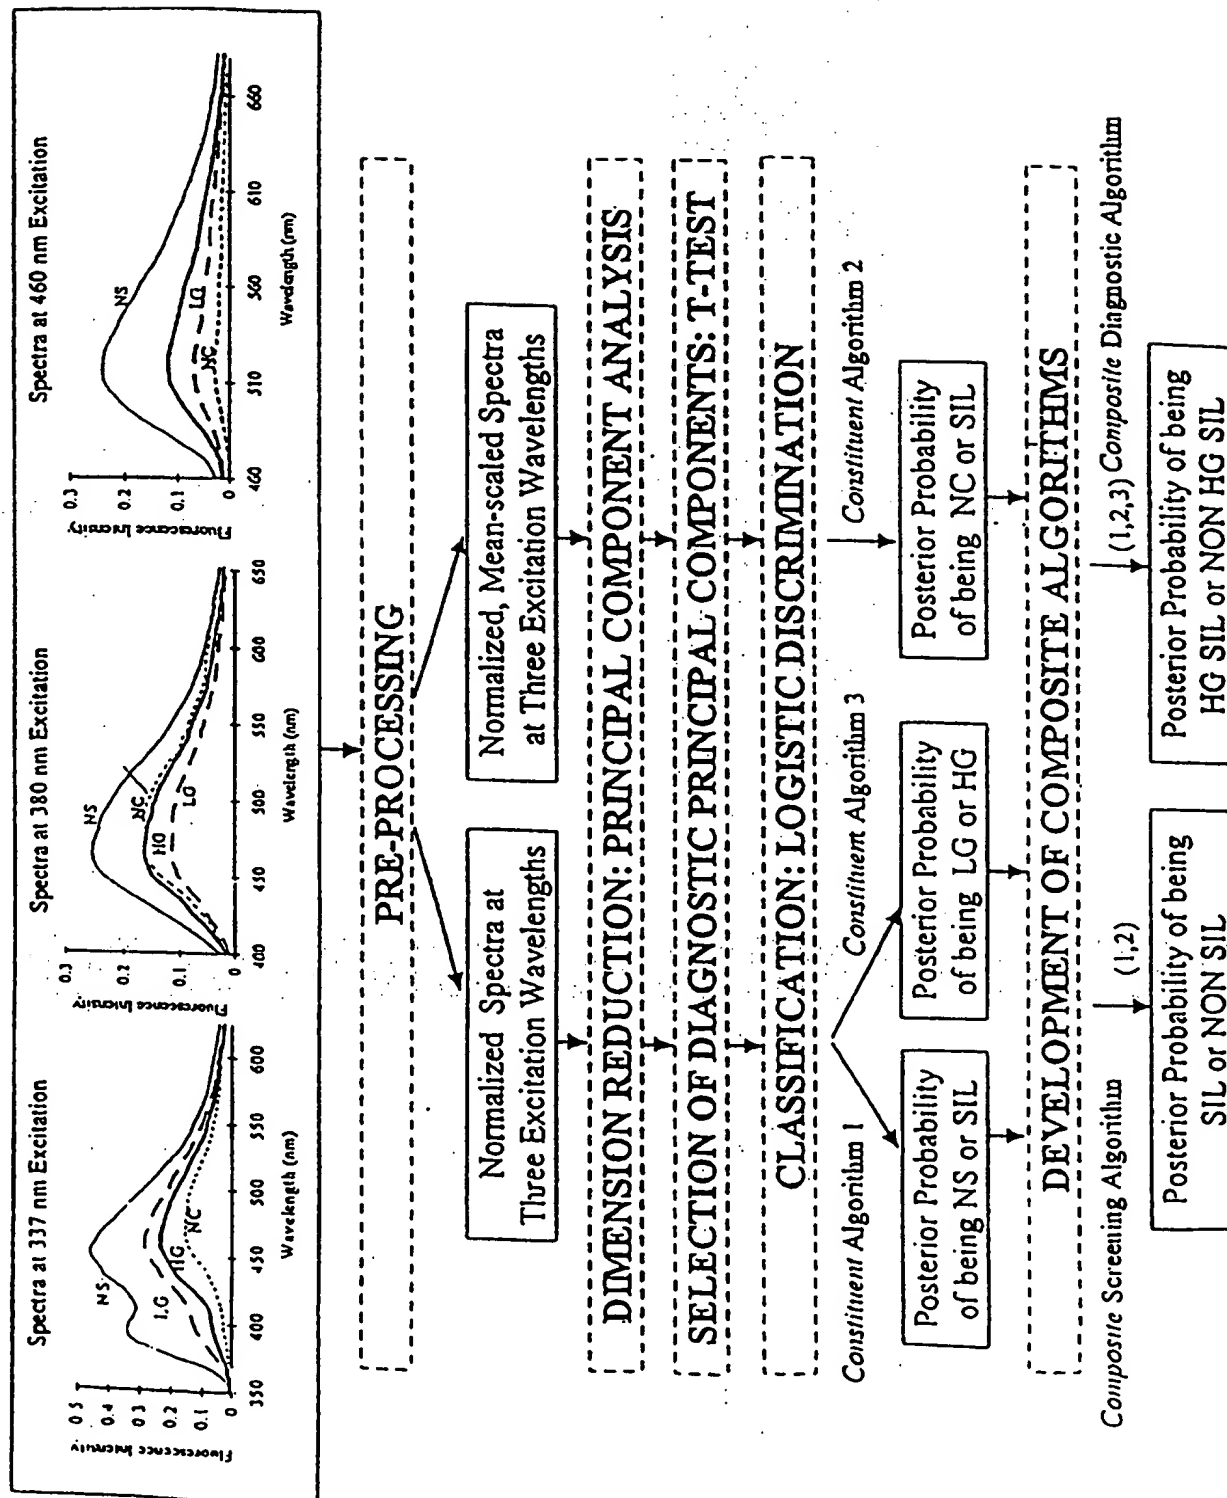 Spectra at 337 nm Excitation
Fluorescence Intensity
0.5
0.4
0.3
0.2
0.1
0
NS
LG
HG
NC
350
400
450
500
550
600
Wavelength (nm)
Spectra at 380 nm Excitation
Fluorescence Intensity
0.3
0.2
0.1
0
NS
NC
HG
LG
400
450
500
550
600
650
Wavelength (nm)
Spectra at 460 nm Excitation
Fluorescence Intensity
0.3
0.2
0.1
0
NS
LG
NC
460
510
560
610
660
Wavelength (nm)
PRE-PROCESSING
Normalized Spectra at
Three Excitation Wavelengths
Normalized, Mean-scaled Spectra
at Three Excitation Wavelengths
DIMENSION REDUCTION: PRINCIPAL COMPONENT ANALYSIS
SELECTION OF DIAGNOSTIC PRINCIPAL COMPONENTS: T-TEST
CLASSIFICATION: LOGISTIC DISCRIMINATION
Constituent Algorithm 1
Constituent Algorithm 3
Constituent Algorithm 2
Posterior Probability
of being NS or SIL
Posterior Probability
of being LG or HG
Posterior Probability
of being NC or SIL
DEVELOPMENT OF COMPOSITE ALGORITHMS
Composite Screening Algorithm
(1,2)
(1,2,3) Composite Diagnostic Algorithm
Posterior Probability of being
SIL or NON SIL
Posterior Probability of being
HG SIL or NON HG SIL